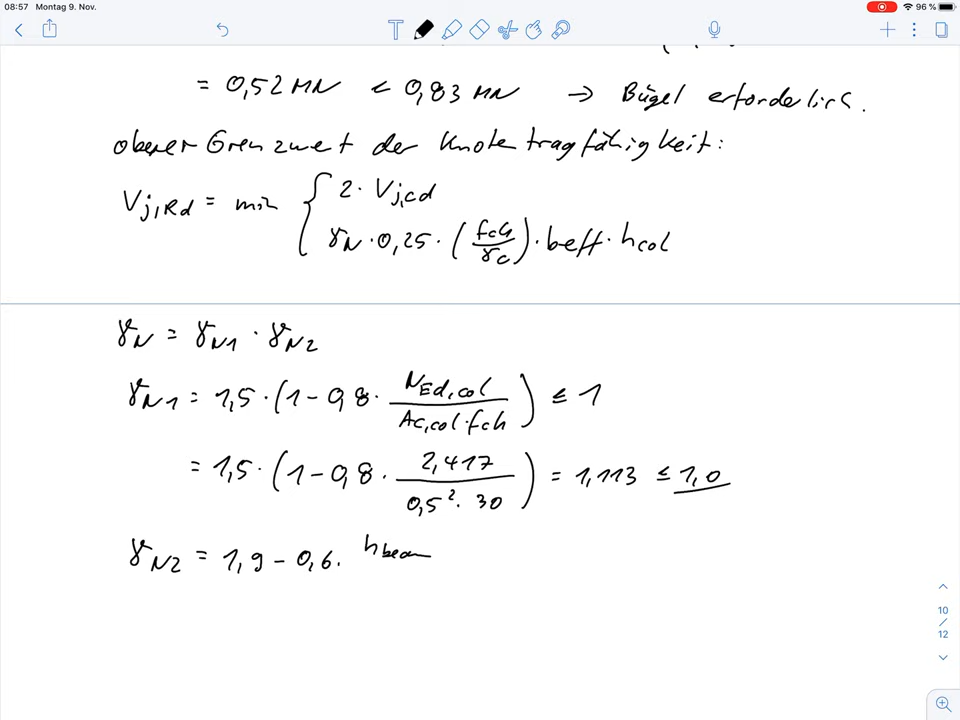 08:57 Montag 9. Nov. 96 %
= 0,52 MN < 0,83 MN → Bügel erforderlich.
oberer Grenzwert der Knotentragfähigkeit:
Vj,Rd = min { 2 · Vj,cd
γN · 0,25 · (fck/γc) · beff · hcol
γN = γN1 · γN2
γN1 = 1,5 · (1 - 0,8 · NEd,col / Ac,col · fck) ≤ 1
= 1,5 · (1 - 0,8 · 2,417 / 0,5² · 30) = 1,113 ≤ 1,0
γN2 = 1,9 - 0,6 · hbeam
10
/
12